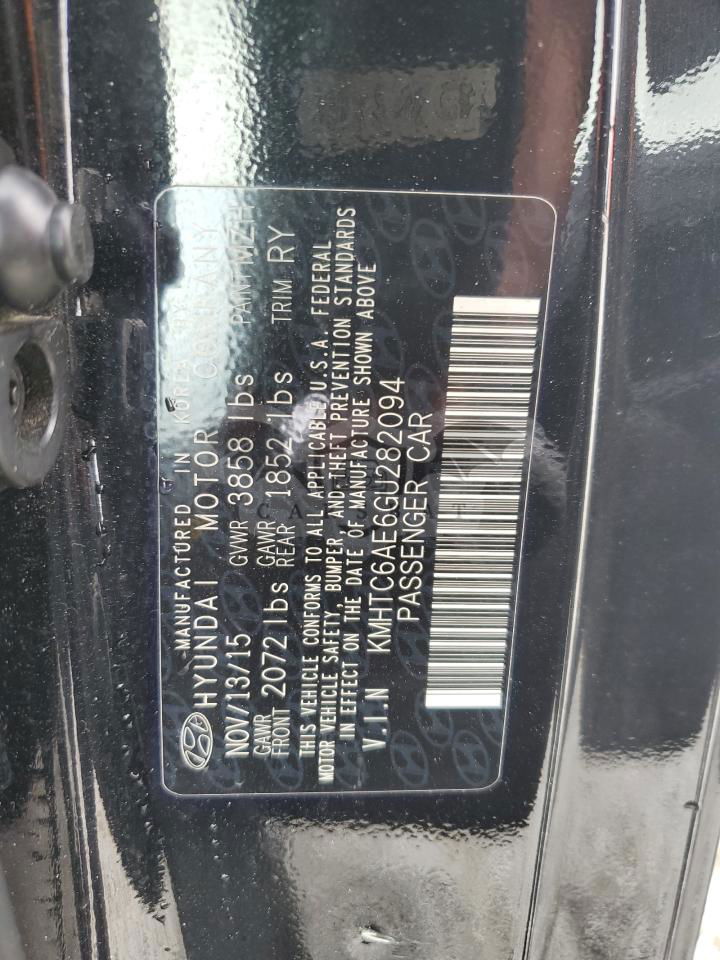 MANUFACTURED IN KOREA BY
HYUNDAI MOTOR COMPANY
NOV/13/15 GVWR 3858 lbs PAINT MZH
GAWR FRONT 2072 lbs GAWR REAR 1852 lbs TRIM RY
THIS VEHICLE CONFORMS TO ALL APPLICABLE U.S.A. FEDERAL
MOTOR VEHICLE SAFETY, BUMPER, AND THEFT PREVENTION STANDARDS
IN EFFECT ON THE DATE OF MANUFACTURE SHOWN ABOVE
V.I.N KMHTC6AE6GU282094
PASSENGER CAR